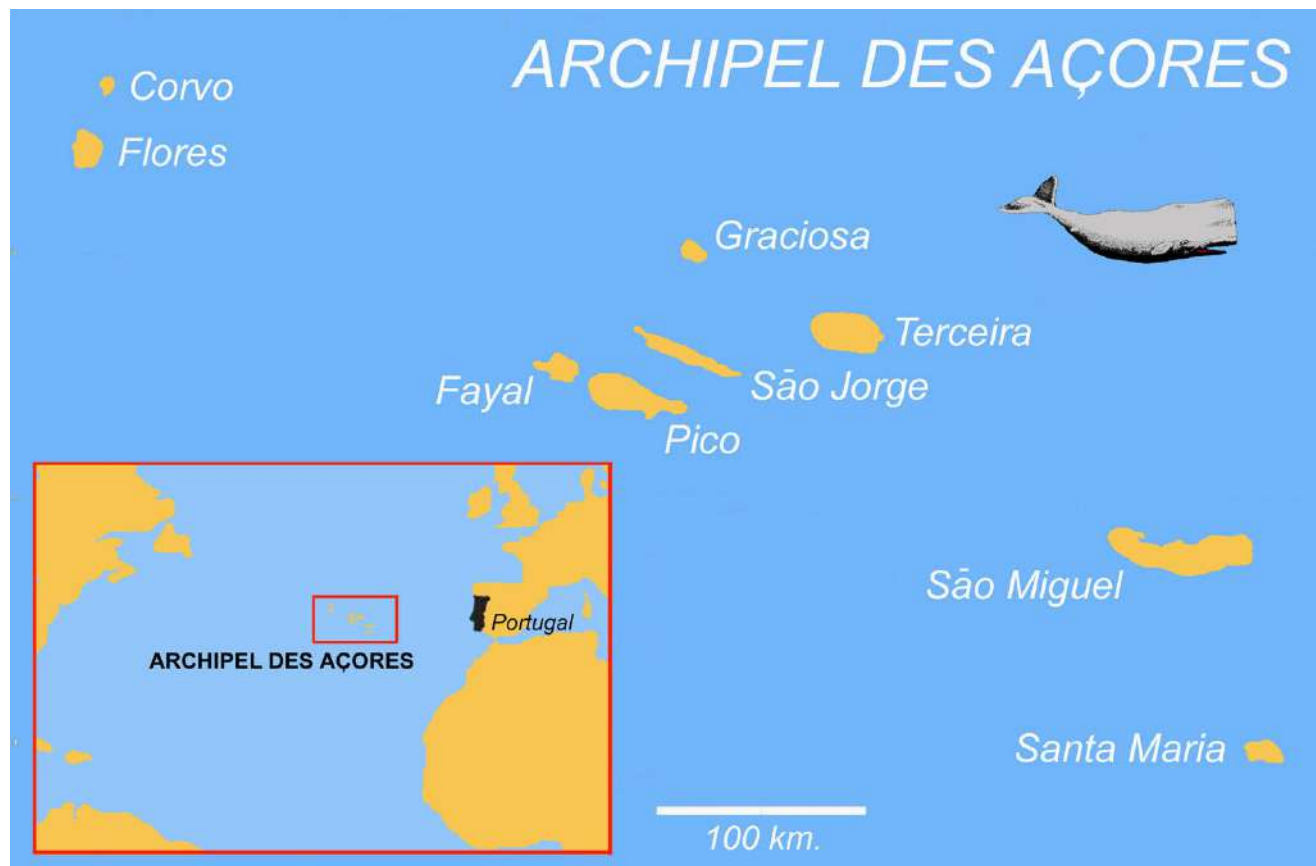 ARCHIPEL DES AÇORES
Corvo
Flores
Graciosa
Terceira
São Jorge
Fayal
Pico
São Miguel
Santa Maria
100 km.
Portugal
ARCHIPEL DES AÇORES